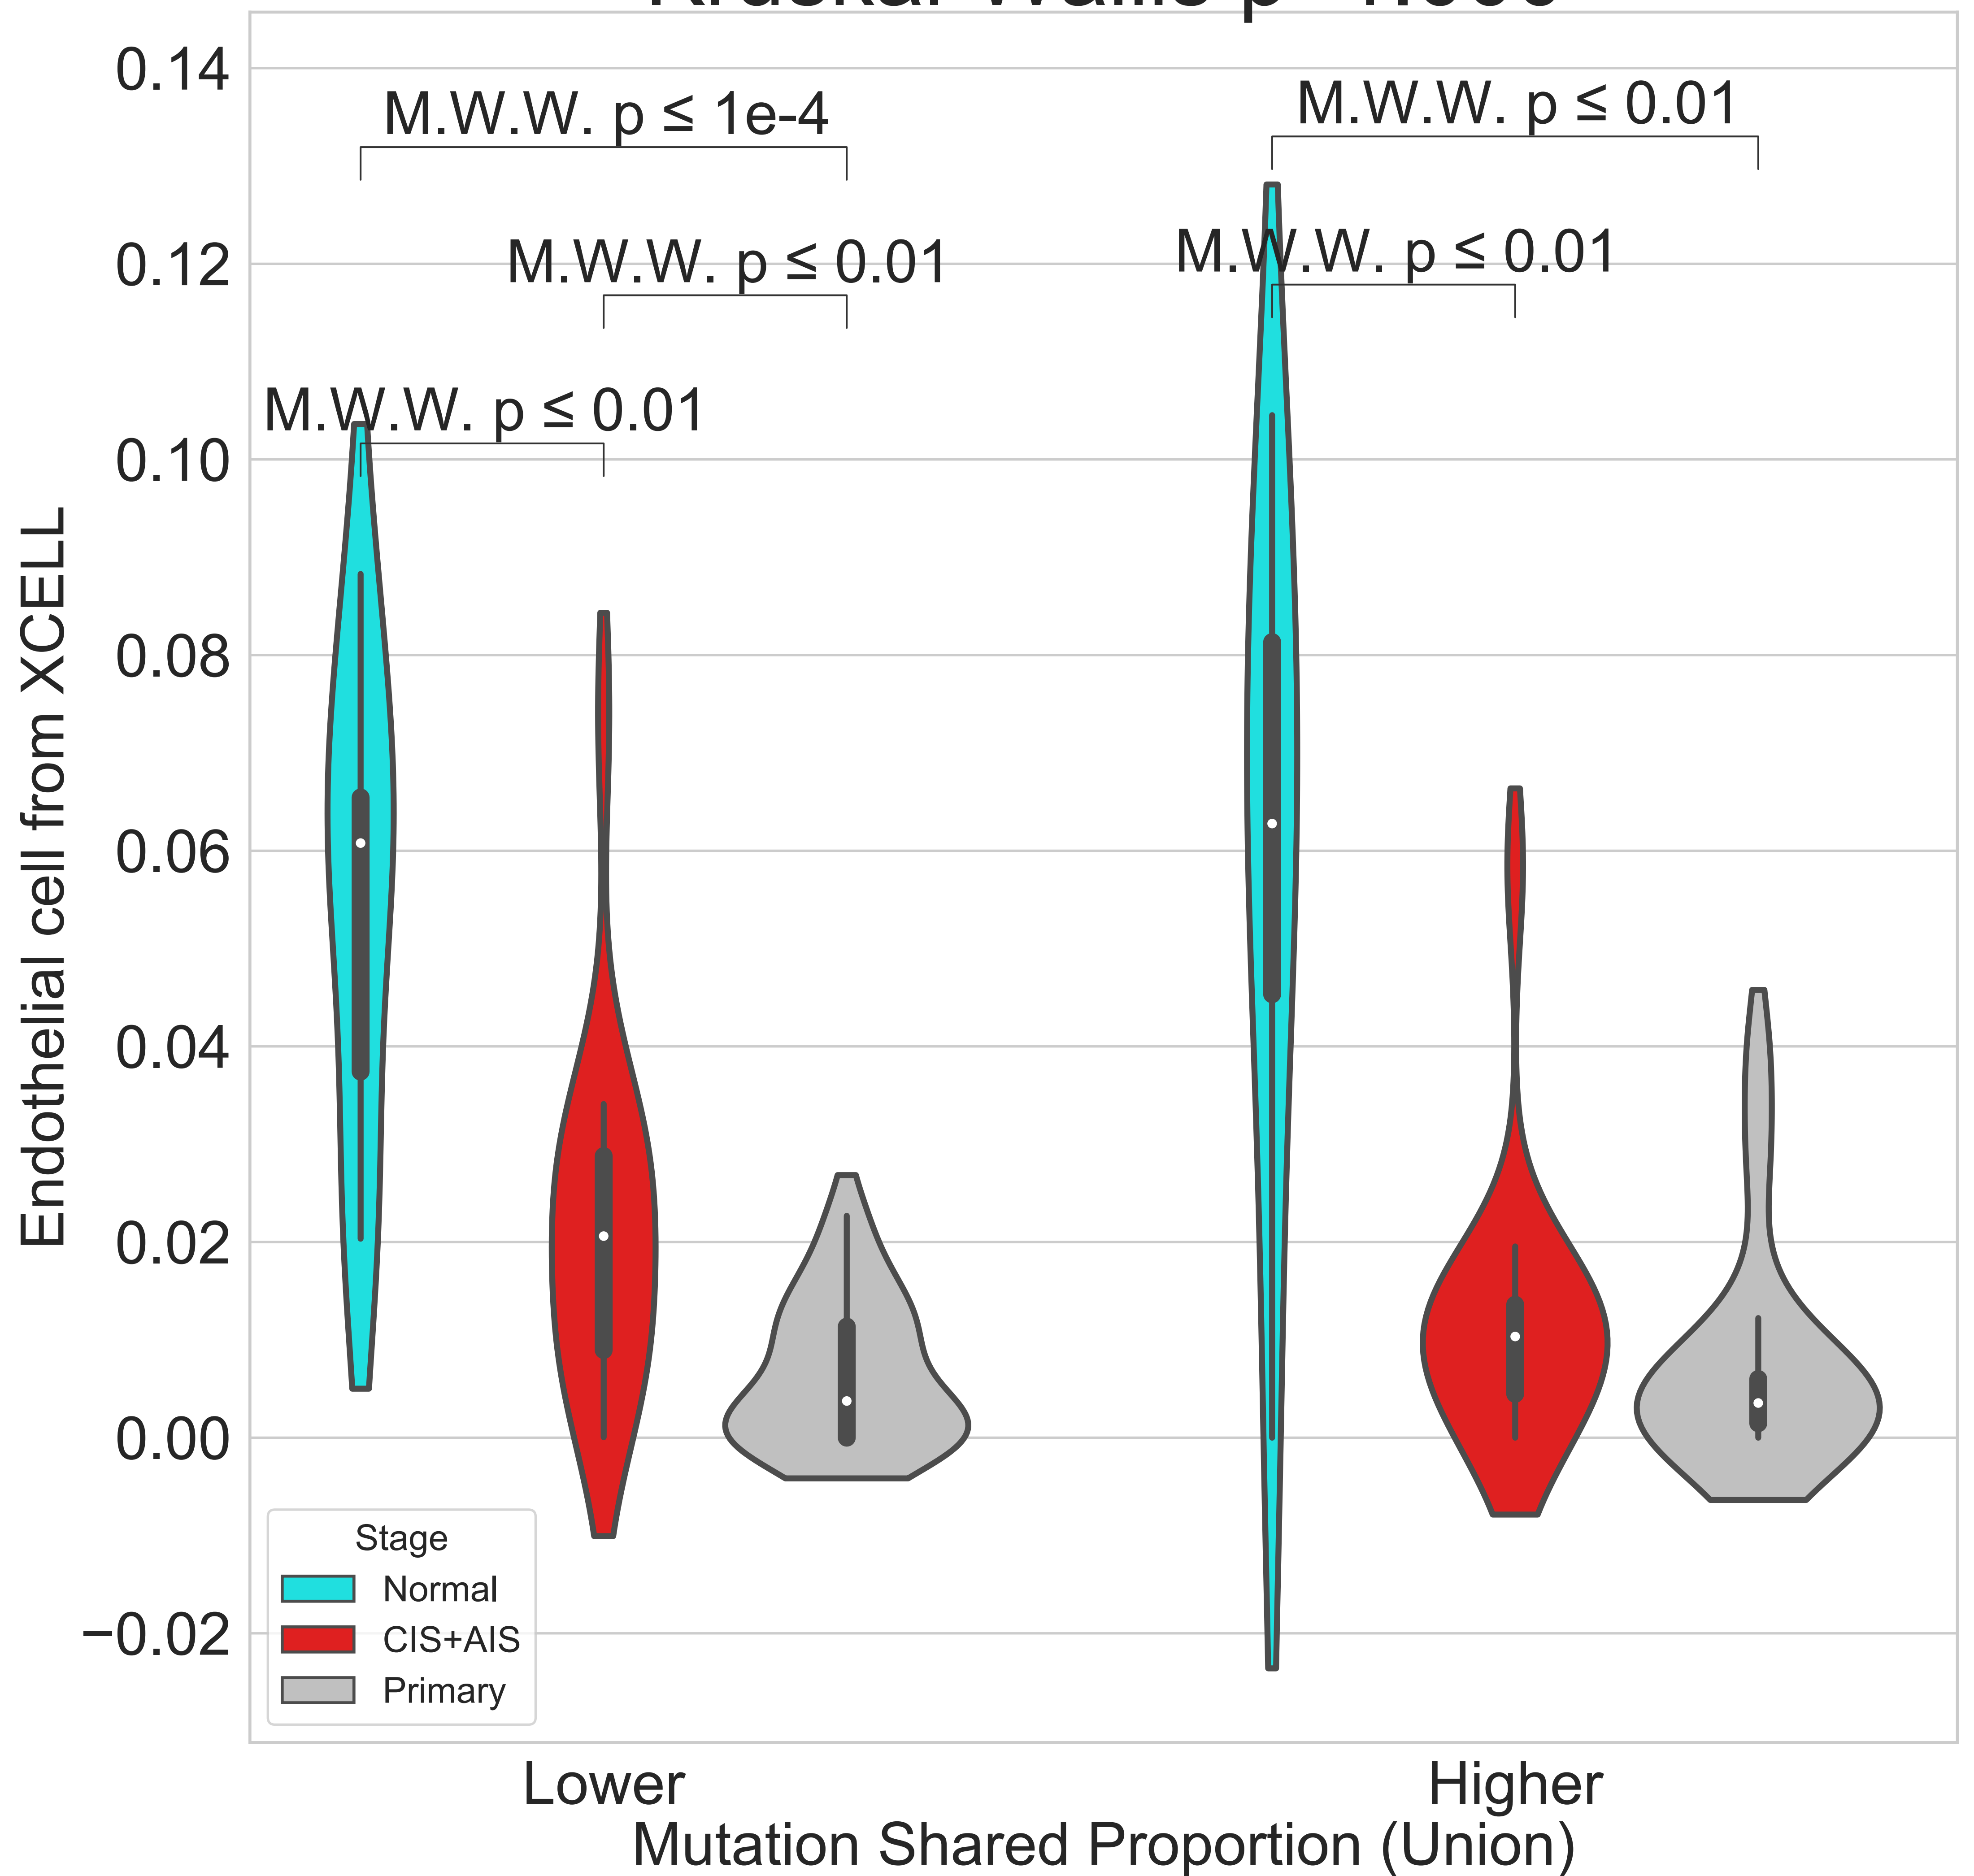 0.14
0.12
0.10
0.08
0.06
0.04
0.02
0.00
−0.02
Endothelial cell from XCELL
M.W.W. p ≤ 1e-4
M.W.W. p ≤ 0.01
M.W.W. p ≤ 0.01
M.W.W. p ≤ 0.01
M.W.W. p ≤ 0.01
Stage
Normal
CIS+AIS
Primary
Lower
Higher
Mutation Shared Proportion (Union)